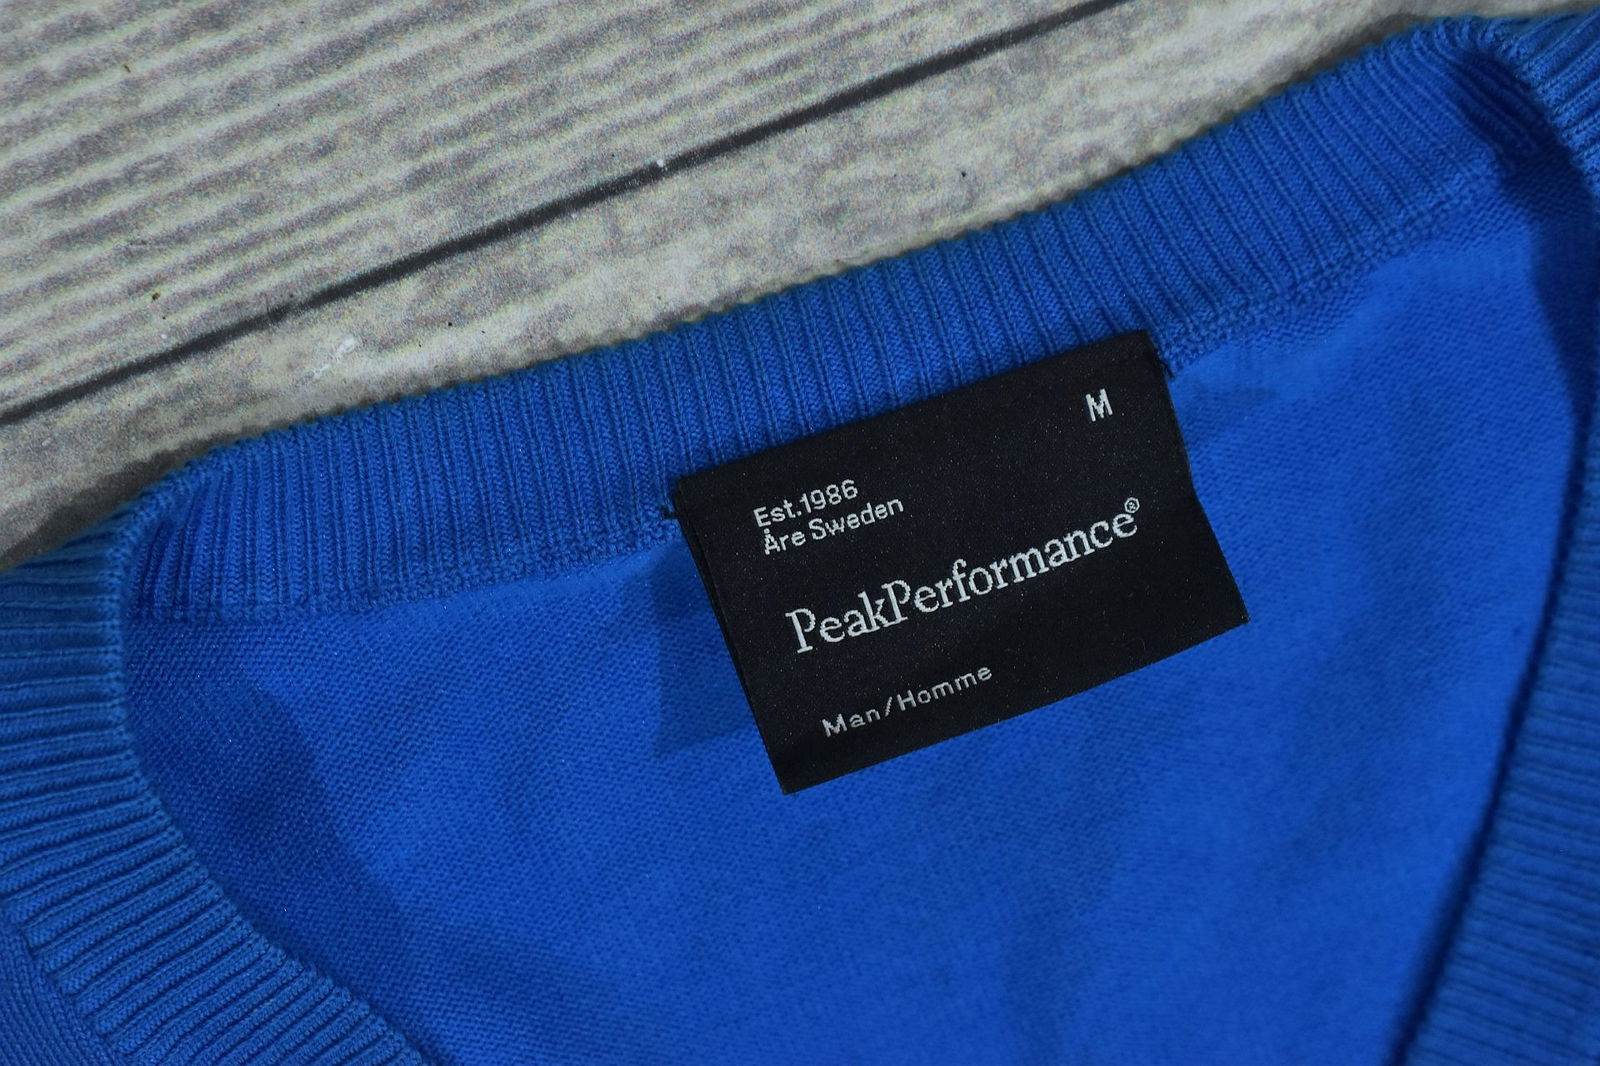 M
Est.1986
Åre Sweden
PeakPerformance®
Man/Homme